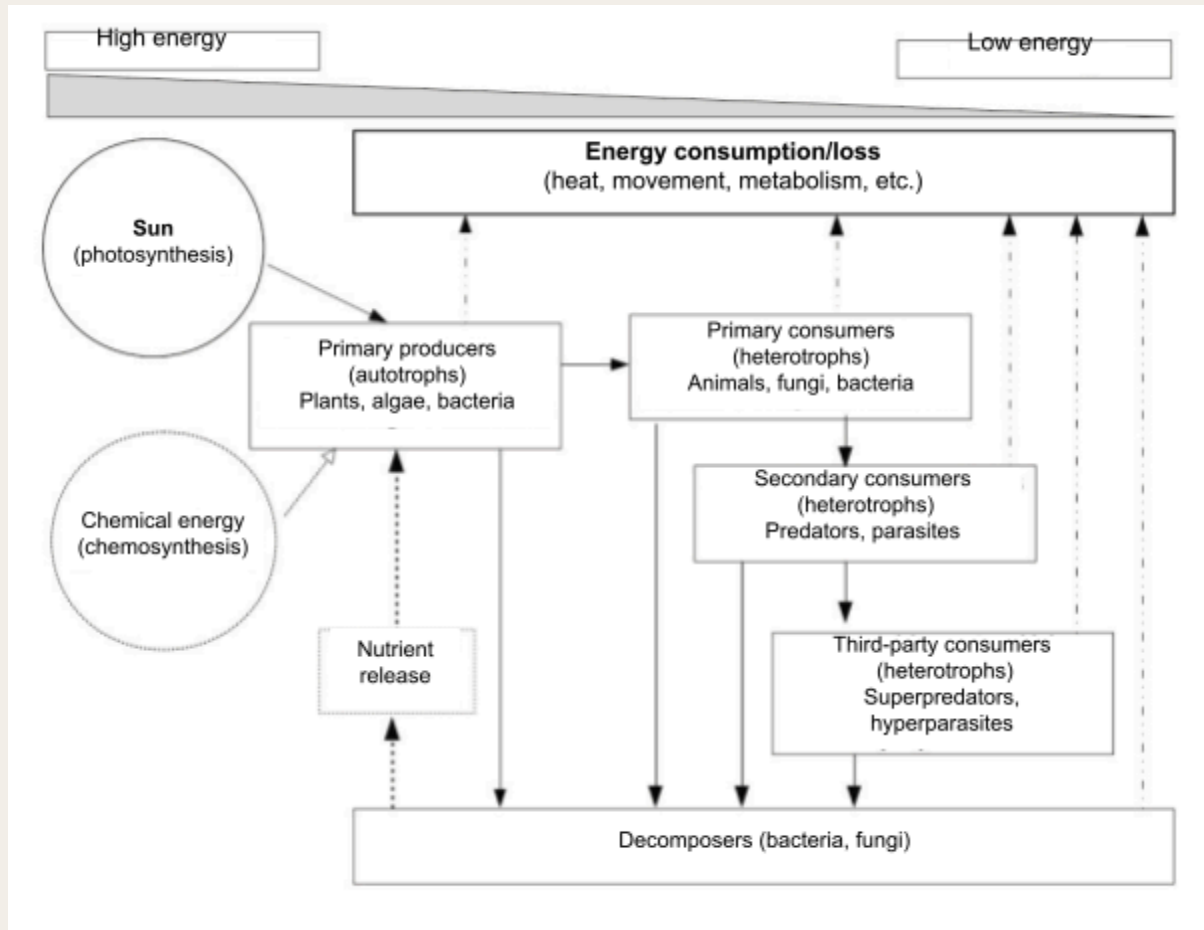 High energy
Low energy
Energy consumption/loss
(heat, movement, metabolism, etc.)
Sun
(photosynthesis)
Primary producers
(autotrophs)
Plants, algae, bacteria
Primary consumers
(heterotrophs)
Animals, fungi, bacteria
Chemical energy
(chemosynthesis)
Secondary consumers
(heterotrophs)
Predators, parasites
Nutrient
release
Third-party consumers
(heterotrophs)
Superpredators,
hyperparasites
Decomposers (bacteria, fungi)